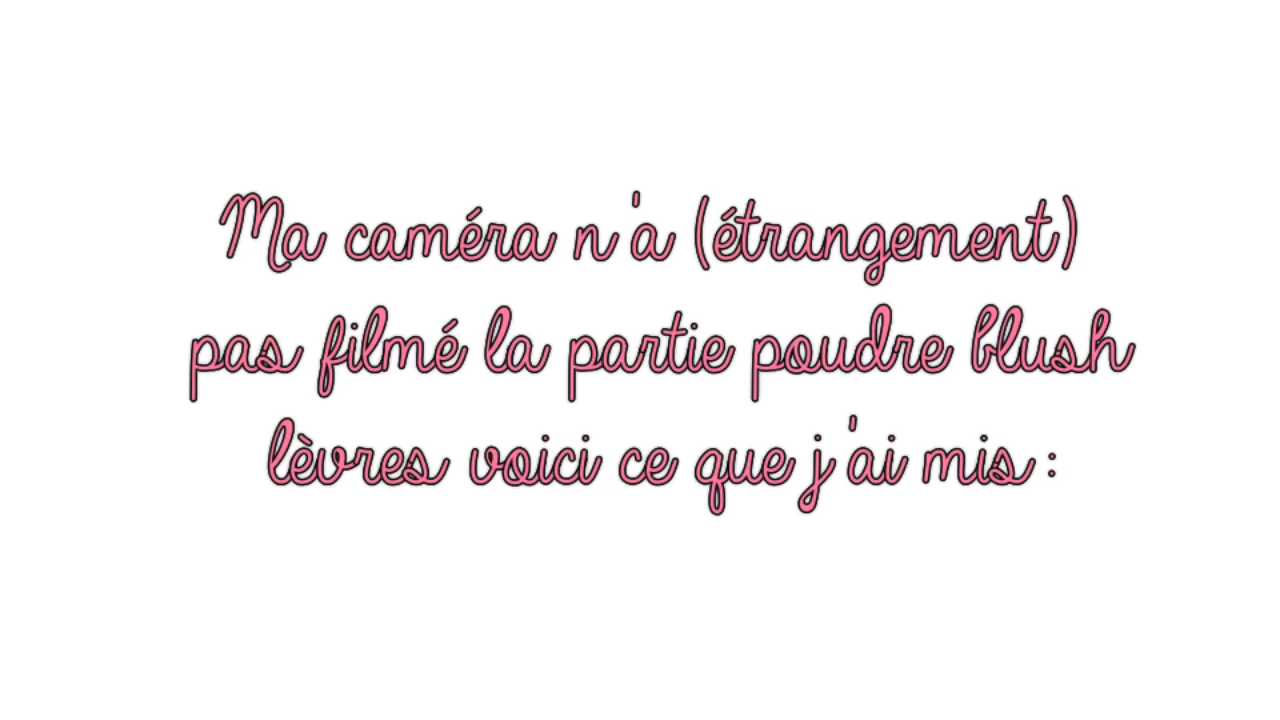 Ma caméra n'a (étrangement)
pas filmé la partie poudre blush
lèvres voici ce que j'ai mis :